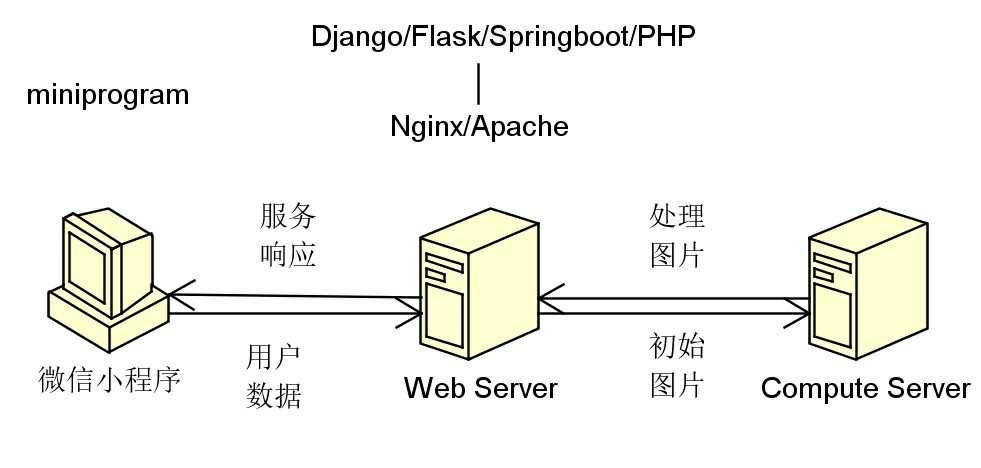 Django/Flask/Springboot/PHP
miniprogram
Nginx/Apache
服务
响应
处理
图片
用户
数据
初始
图片
微信小程序
Web Server
Compute Server